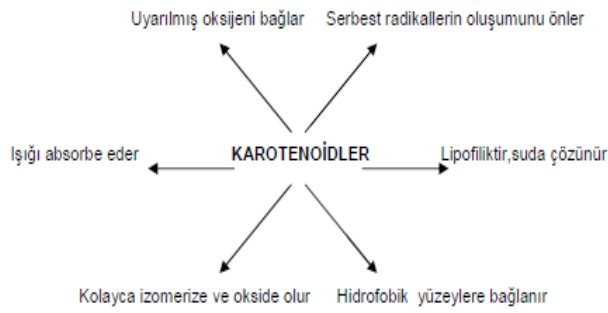 Uyarılmış oksijeni bağlar Serbest radikallerin oluşumunu önler
Işığı absorbe eder KAROTENOİDLER Lipofiliktir,suda çözünür
Kolayca izomerize ve okside olur Hidrofobik yüzeylere bağlanır